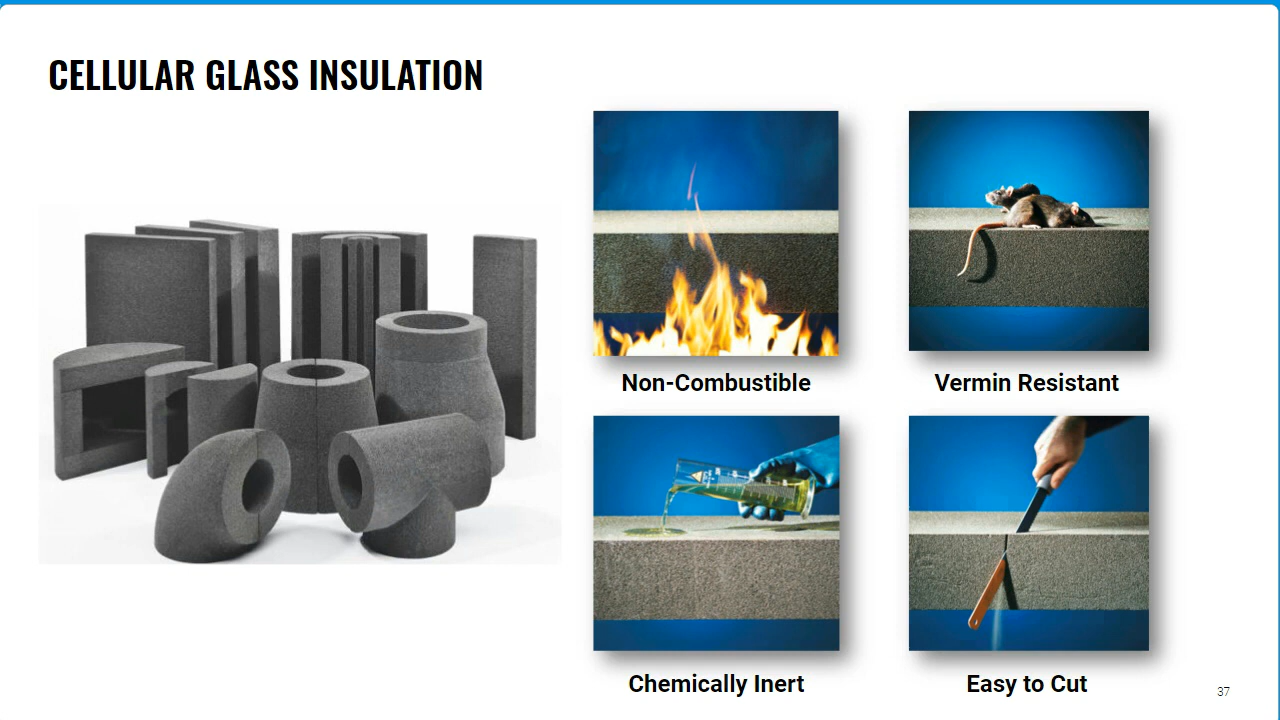 CELLULAR GLASS INSULATION
Non-Combustible
Vermin Resistant
Chemically Inert
Easy to Cut
37